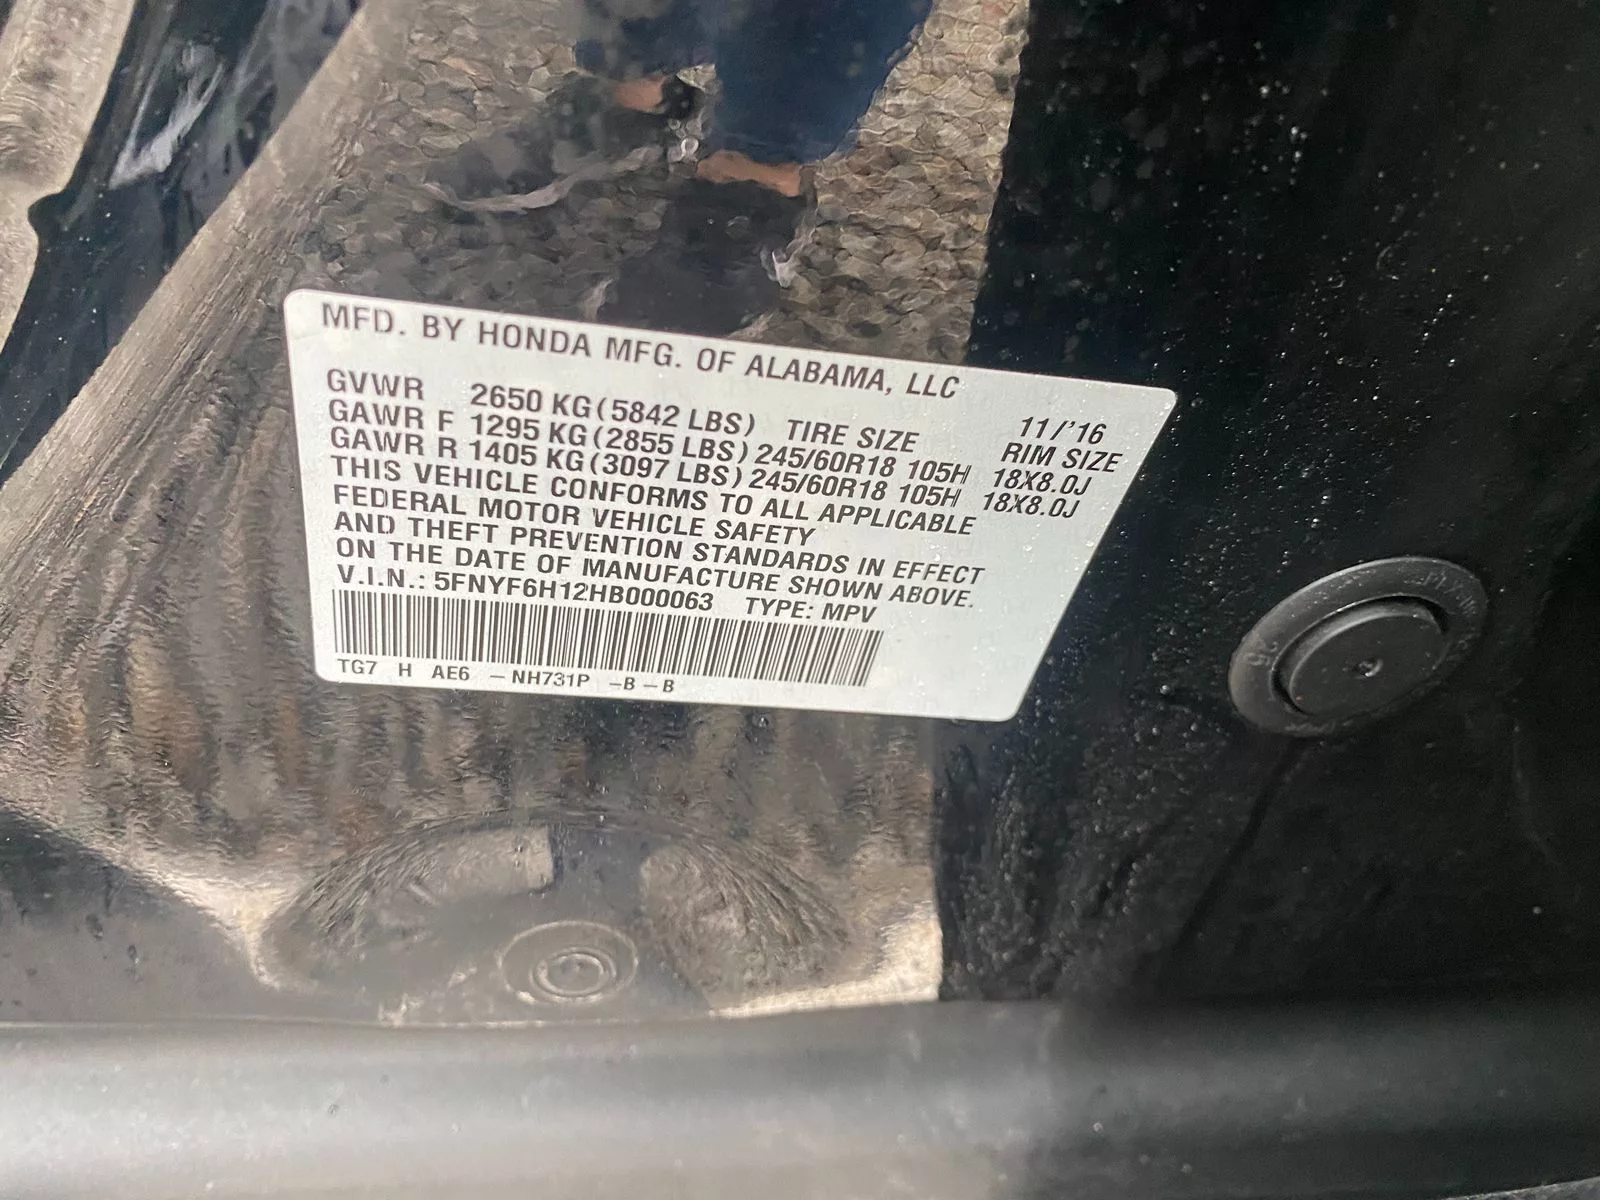 MFD. BY HONDA MFG. OF ALABAMA, LLC
11/'16
GVWR 2650 KG (5842 LBS) TIRE SIZE RIM SIZE
GAWR F 1295 KG (2855 LBS) 245/60R18 105H 18X8.0J
GAWR R 1405 KG (3097 LBS) 245/60R18 105H 18X8.0J
THIS VEHICLE CONFORMS TO ALL APPLICABLE
FEDERAL MOTOR VEHICLE SAFETY
AND THEFT PREVENTION STANDARDS IN EFFECT
ON THE DATE OF MANUFACTURE SHOWN ABOVE.
V.I.N.: 5FNYF6H12HB000063 TYPE: MPV
TG7 H AE6 - NH731P - B - B